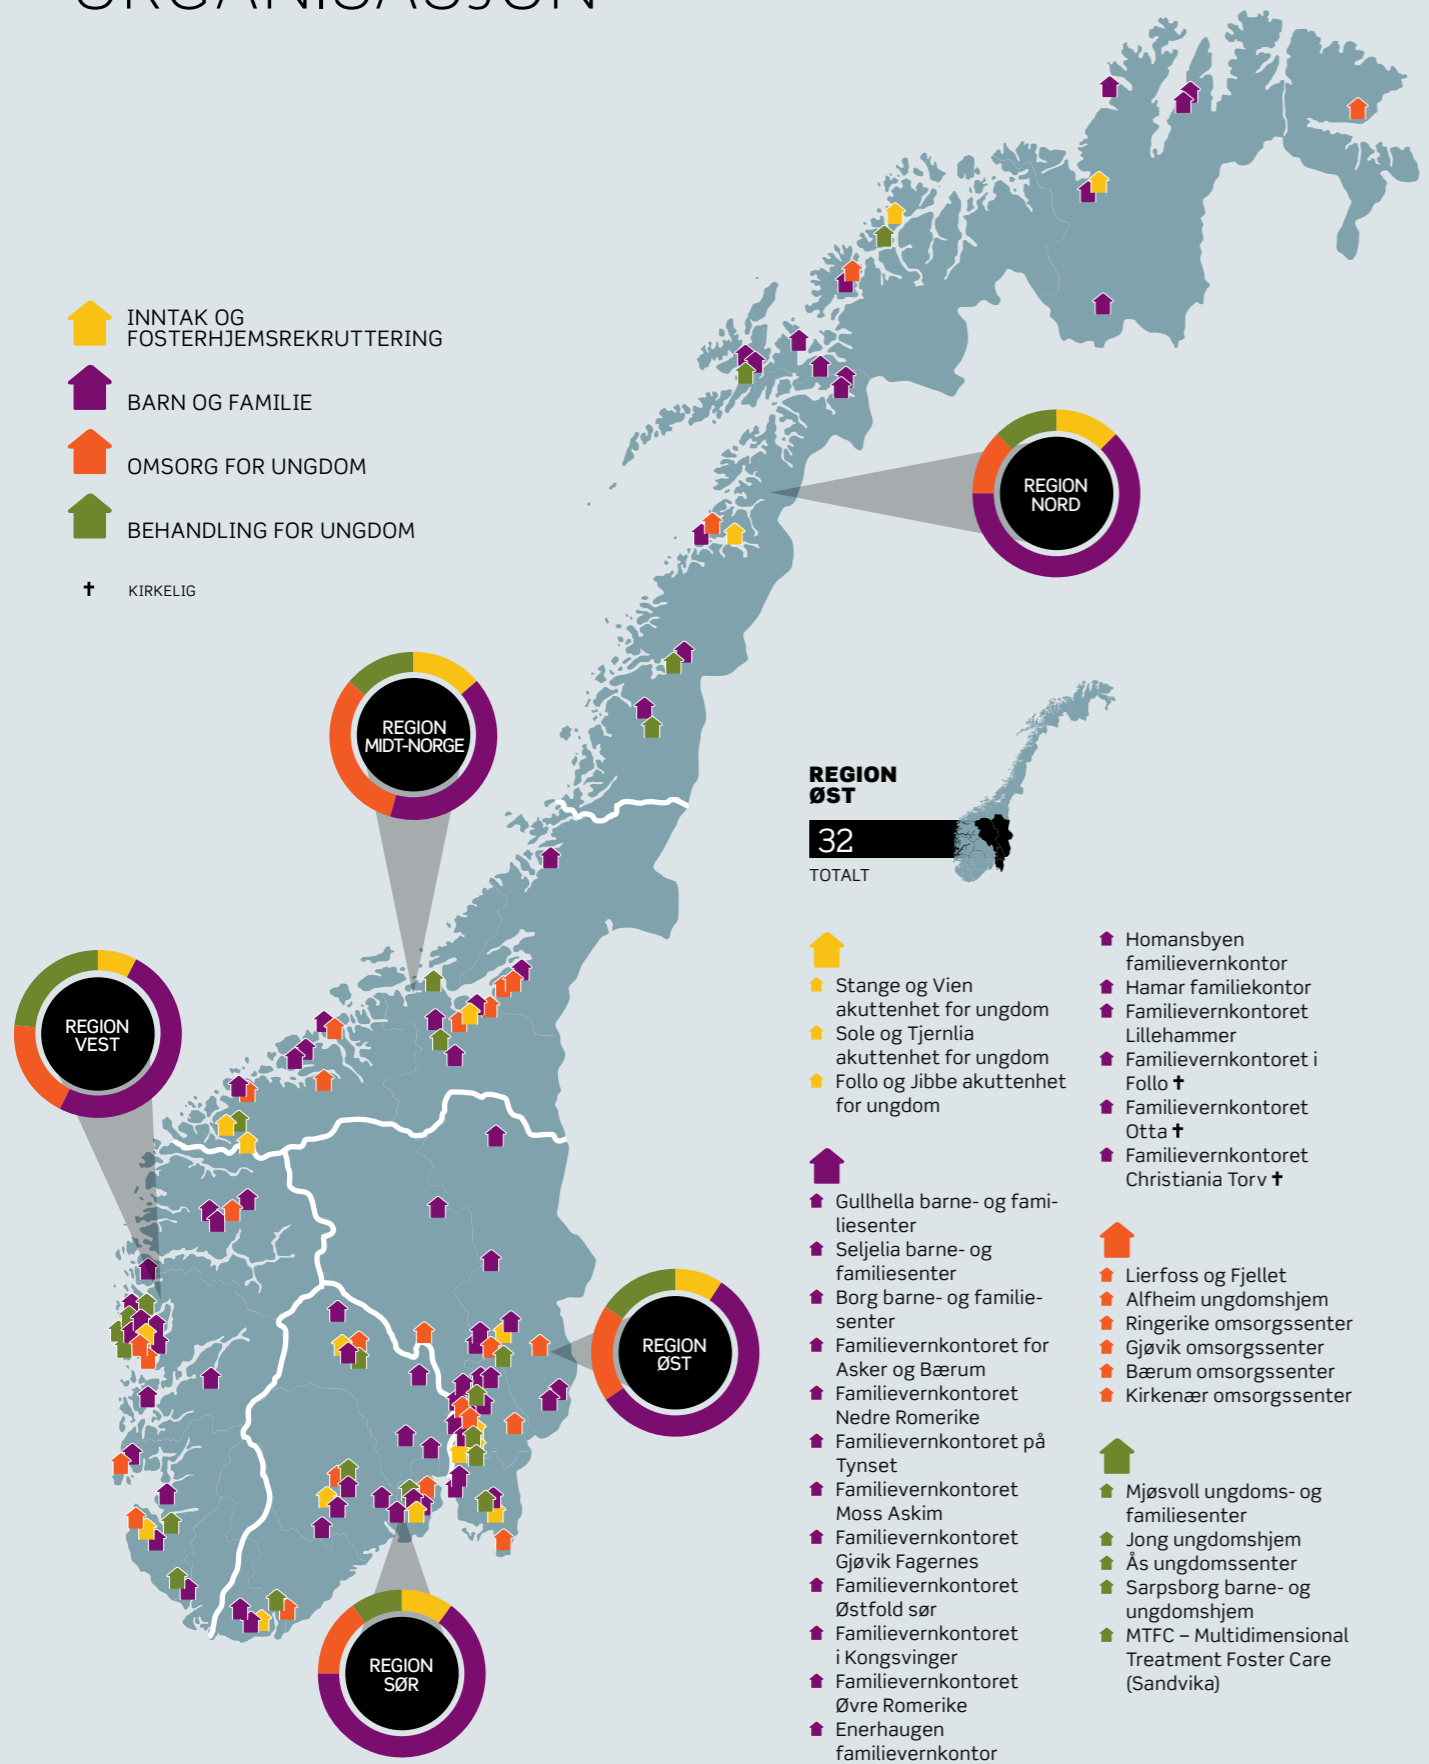 ORGANISASJON
INNTAK OG
FOSTERHJEMSREKRUTTERING
BARN OG FAMILIE
OMSORG FOR UNGDOM
BEHANDLING FOR UNGDOM
✝ KIRKELIG
REGION
NORD
REGION
MIDT-NORGE
REGION
VEST
REGION
ØST
REGION
SØR
REGION
ØST
32
TOTALT
Stange og Vien
akuttenhet for ungdom
Sole og Tjernlia
akuttenhet for ungdom
Follo og Jibbe akuttenhet
for ungdom
Gullhella barne- og fami-
liesenter
Seljelia barne- og
familiesenter
Borg barne- og familie-
senter
Familievernkontoret for
Asker og Bærum
Familievernkontoret
Nedre Romerike
Familievernkontoret på
Tynset
Familievernkontoret
Moss Askim
Familievernkontoret
Gjøvik Fagernes
Familievernkontoret
Østfold sør
Familievernkontoret
i Kongsvinger
Familievernkontoret
Øvre Romerike
Enerhaugen
familievernkontor
Homansbyen
familievernkontor
Hamar familiekontor
Familievernkontoret
Lillehammer
Familievernkontoret i
Follo ✝
Familievernkontoret
Otta ✝
Familievernkontoret
Christiania Torv ✝
Lierfoss og Fjellet
Alfheim ungdomshjem
Ringerike omsorgssenter
Gjøvik omsorgssenter
Bærum omsorgssenter
Kirkenær omsorgssenter
Mjøsvoll ungdoms- og
familiesenter
Jong ungdomshjem
Ås ungdomssenter
Sarpsborg barne- og
ungdomshjem
MTFC – Multidimensional
Treatment Foster Care
(Sandvika)